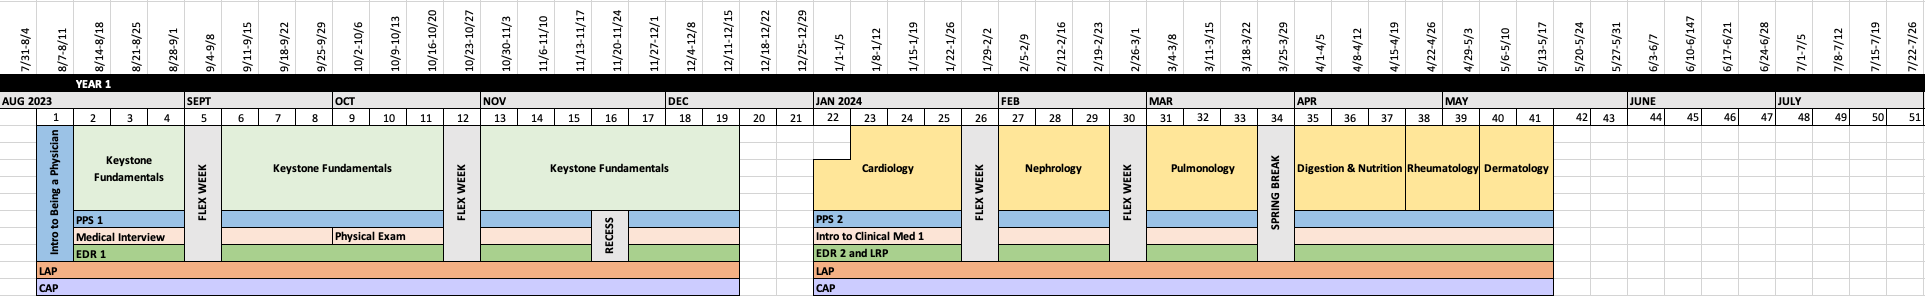 7/31-8/4 8/7-8/11 8/14-8/18 8/21-8/25 8/28-9/1 9/4-9/8 9/11-9/15 9/18-9/22 9/25-9/29 10/2-10/6 10/9-10/13 10/16-10/20 10/23-10/27 10/30-11/3 11/6-11/10 11/13-11/17 11/20-11/24 11/27-12/1 12/4-12/8 12/11-12/15 12/18-12/22 12/25-12/29 1/1-1/5 1/8-1/12 1/15-1/19 1/22-1/26 1/29-2/2 2/5-2/9 2/12-2/16 2/19-2/23 2/26-3/1 3/4-3/8 3/11-3/15 3/18-3/22 3/25-3/29 4/1-4/5 4/8-4/12 4/15-4/19 4/22-4/26 4/29-5/3 5/6-5/10 5/13-5/17 5/20-5/24 5/27-5/31 6/3-6/7 6/10-6/147 6/17-6/21 6/24-6/28 7/1-7/5 7/8-7/12 7/15-7/19 7/22-7/26
YEAR 1
AUG 2023 SEPT OCT NOV DEC JAN 2024 FEB MAR APR MAY JUNE JULY
1 2 3 4 5 6 7 8 9 10 11 12 13 14 15 16 17 18 19 20 21 22 23 24 25 26 27 28 29 30 31 32 33 34 35 36 37 38 39 40 41 42 43 44 45 46 47 48 49 50 51
Intro to Being a Physician
Keystone
Fundamentals
FLEX WEEK
Keystone Fundamentals
FLEX WEEK
Keystone Fundamentals
RECESS
Cardiology
FLEX WEEK
Nephrology
FLEX WEEK
Pulmonology
SPRING BREAK
Digestion & Nutrition
Rheumatology
Dermatology
PPS 1
PPS 2
Medical Interview
Physical Exam
Intro to Clinical Med 1
EDR 1
EDR 2 and LRP
LAP
LAP
CAP
CAP